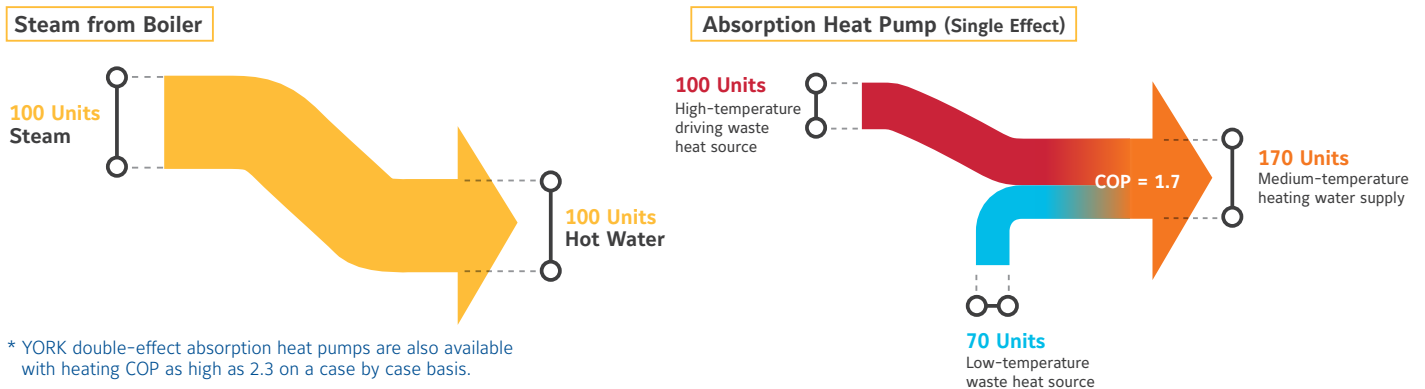 Steam from Boiler
100 Units
Steam
100 Units
Hot Water
* YORK double-effect absorption heat pumps are also available
with heating COP as high as 2.3 on a case by case basis.
Absorption Heat Pump (Single Effect)
100 Units
High-temperature
driving waste
heat source
COP = 1.7
170 Units
Medium-temperature
heating water supply
70 Units
Low-temperature
waste heat source